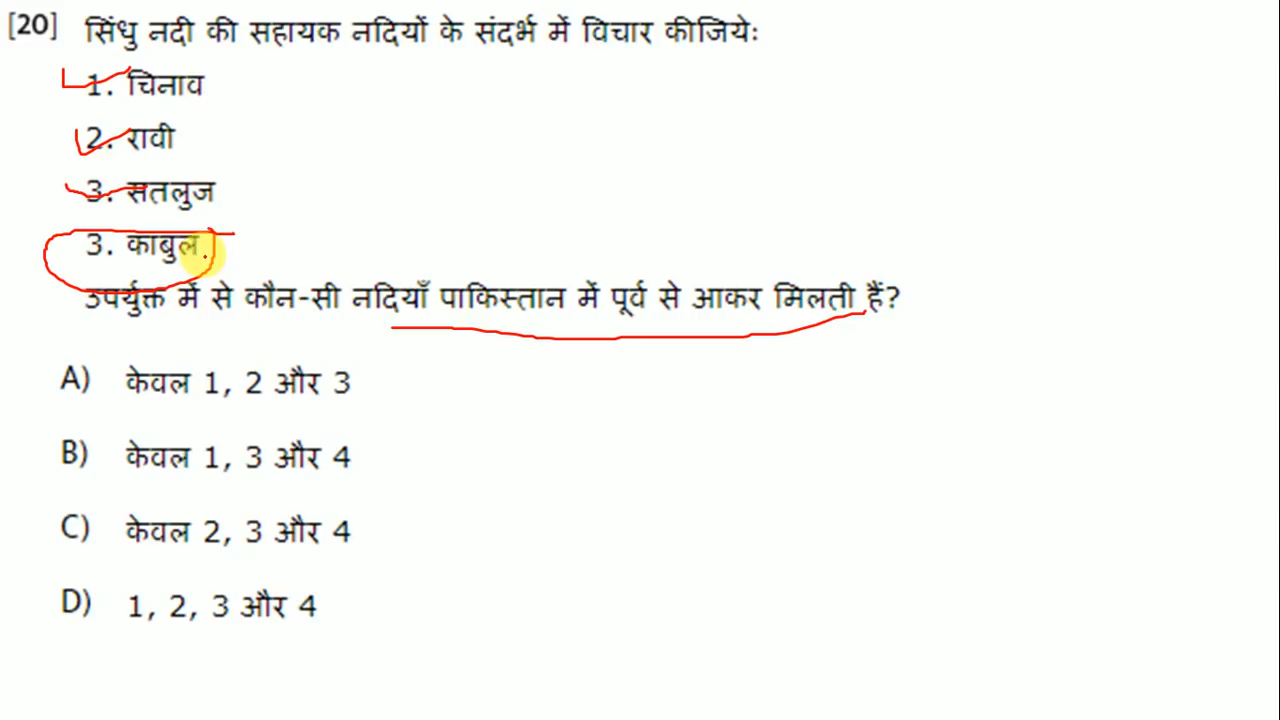 [20] सिंधु नदी की सहायक नदियों के संदर्भ में विचार कीजियेः
1. चिनाव
2. रावी
3. सतलुज
3. काबुल
उपर्युक्त में से कौन-सी नदियाँ पाकिस्तान में पूर्व से आकर मिलती हैं?
A) केवल 1, 2 और 3
B) केवल 1, 3 और 4
C) केवल 2, 3 और 4
D) 1, 2, 3 और 4